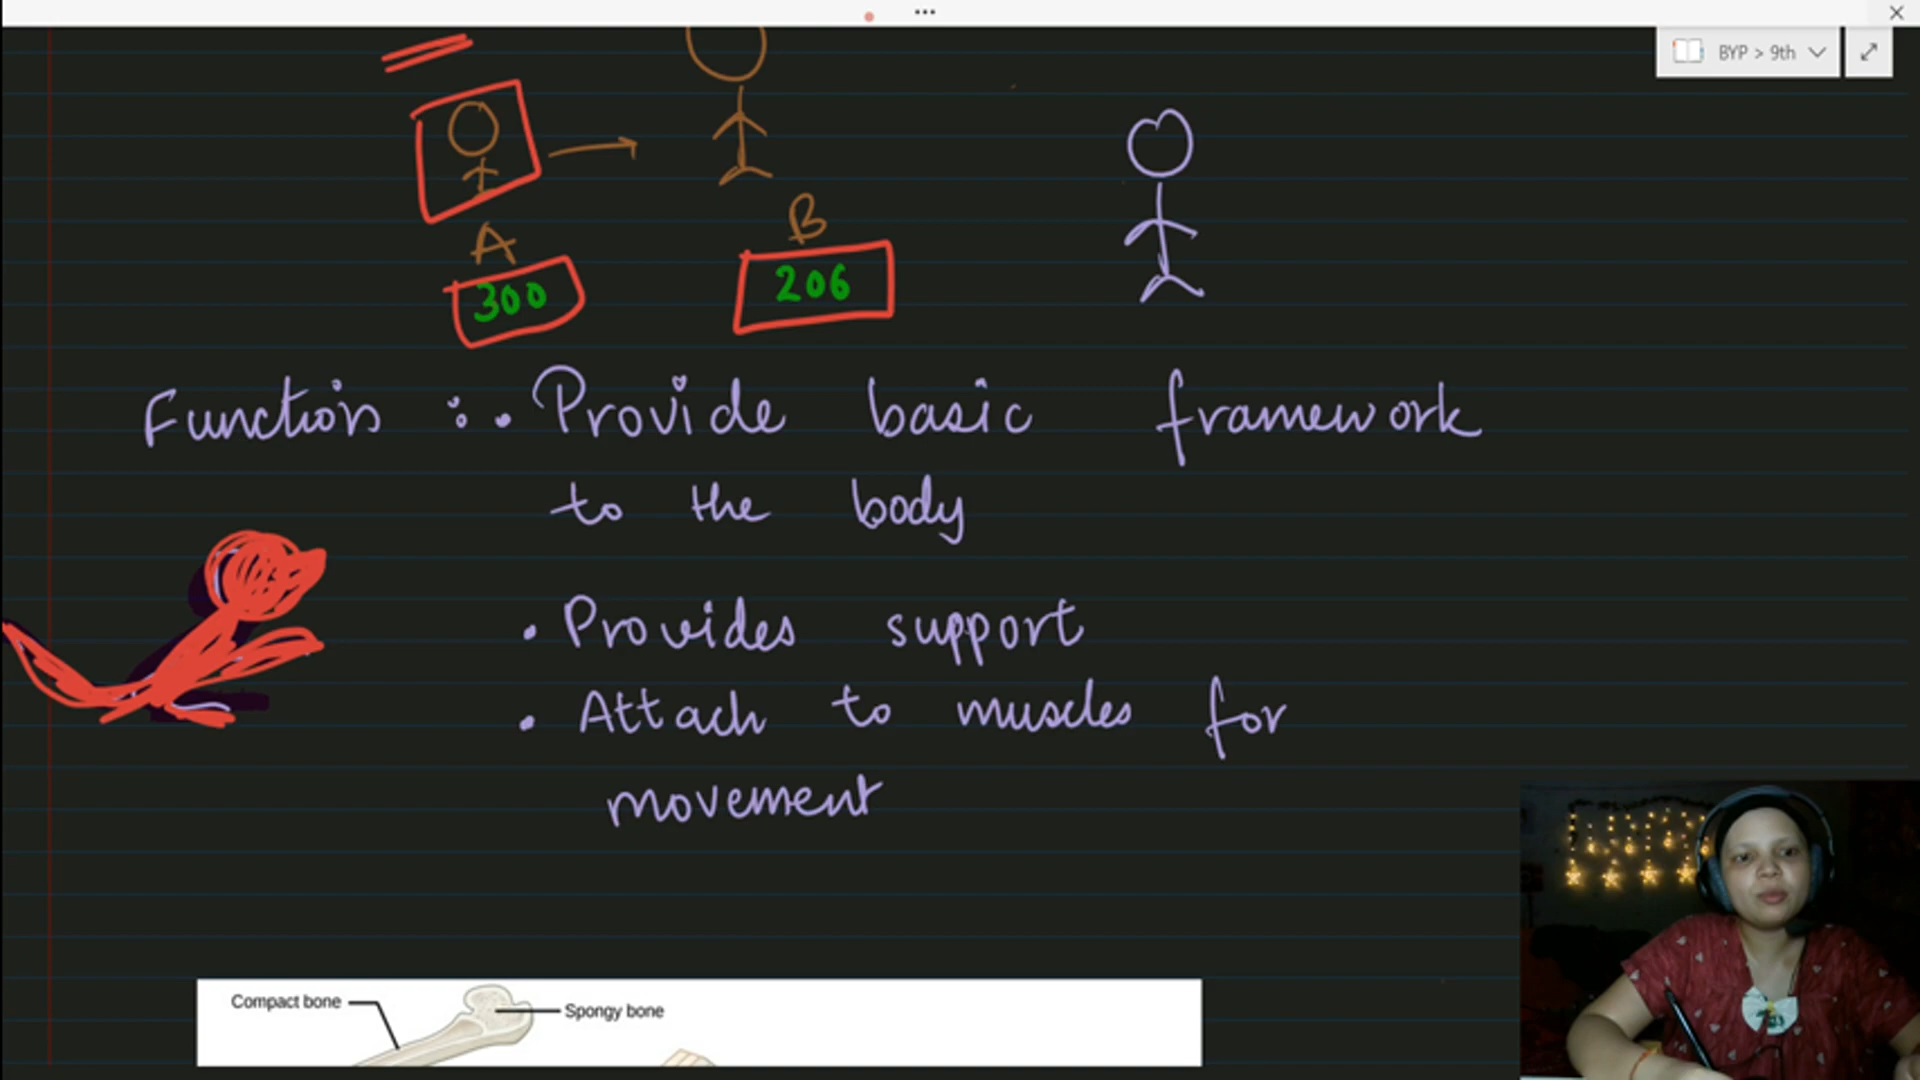 BYP > 9th
A
B
300
206
Function : • Provide basic framework
to the body
• Provides support
• Attach to muscles for
movement
Compact bone
Spongy bone